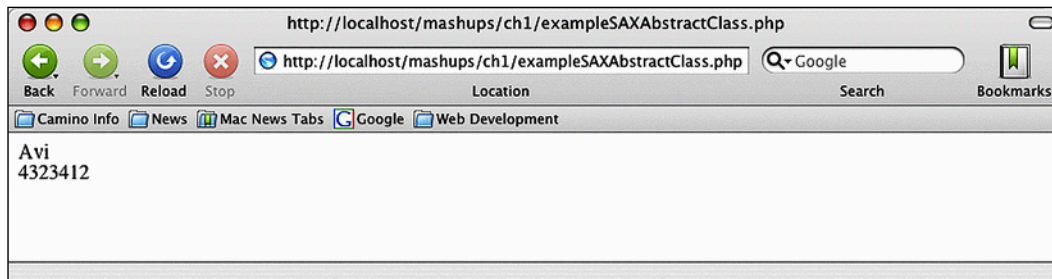 http://localhost/mashups/ch1/exampleSAXAbstractClass.php
http://localhost/mashups/ch1/exampleSAXAbstractClass.php Google
Back Forward Reload Stop Location Search Bookmarks
Camino Info News Mac News Tabs Google Web Development
Avi
4323412